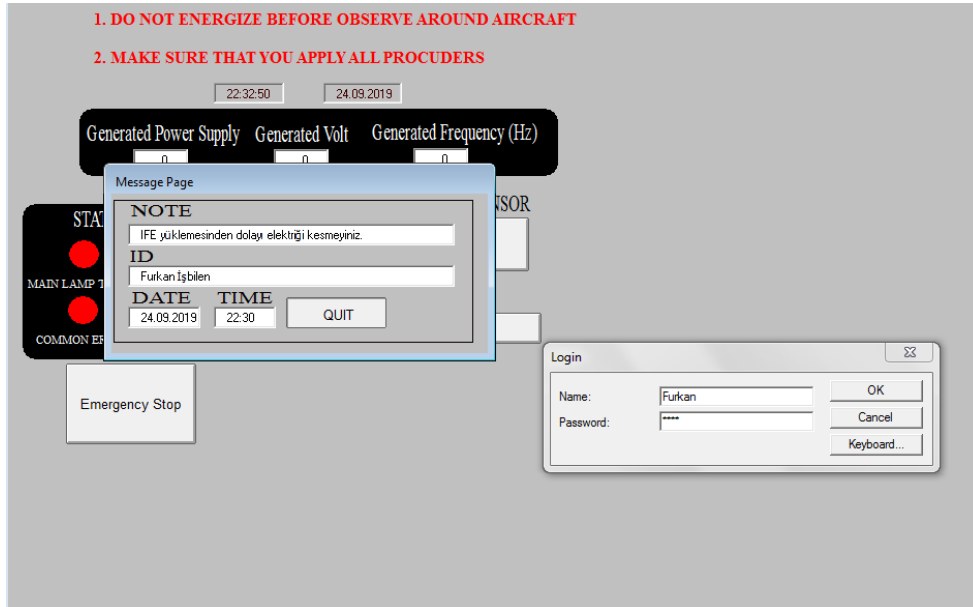 1. DO NOT ENERGIZE BEFORE OBSERVE AROUND AIRCRAFT
2. MAKE SURE THAT YOU APPLY ALL PROCUDERS
22:32:50 24.09.2019
Generated Power Supply Generated Volt Generated Frequency (Hz)
0 0 0
Message Page
NOTE
IFE yüklemesinden dolayı elektriği kesmeyiniz.
ID
Furkan İşbilen
DATE TIME
24.09.2019 22:30 QUIT
STAT
NSOR
MAIN LAMP T
COMMON ER
Emergency Stop
Login
Name: Furkan OK
Password: **** Cancel
Keyboard...